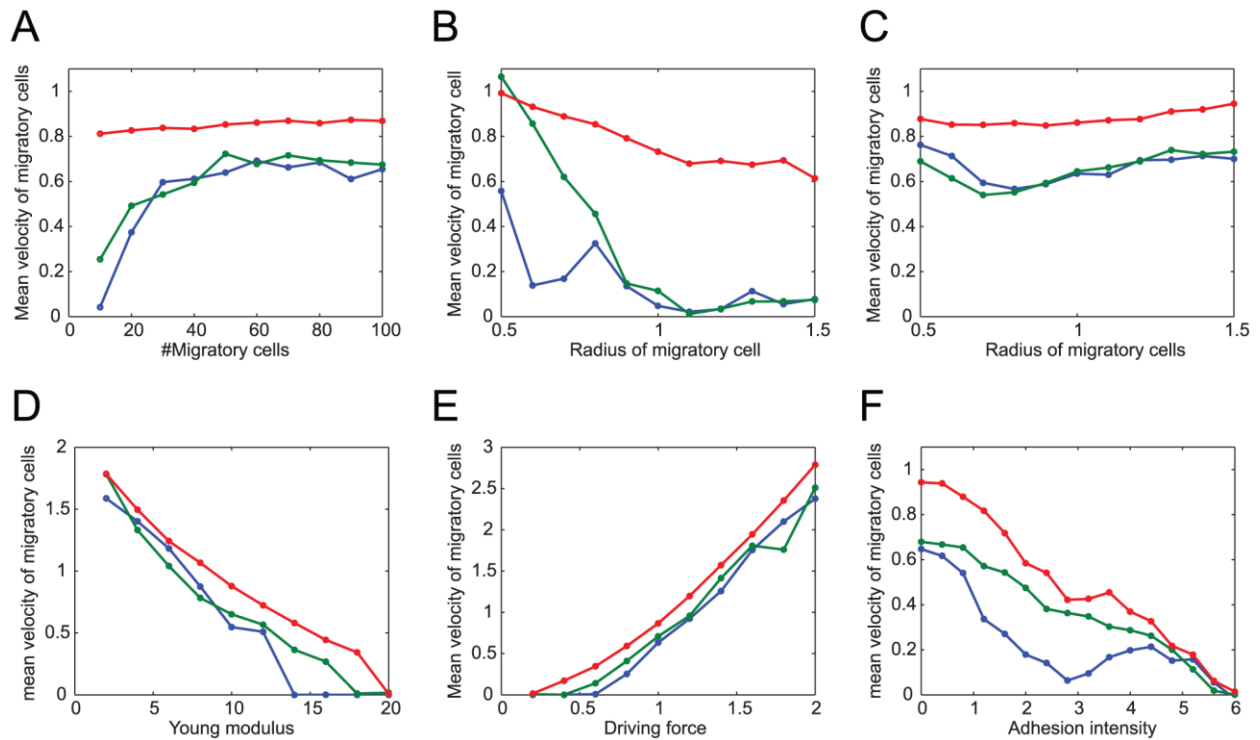 A
Mean velocity of migratory cells
1
0.8
0.6
0.4
0.2
0
0 20 40 60 80 100
#Migratory cells
B
Mean velocity of migratory cell
1
0.8
0.6
0.4
0.2
0
0.5 1 1.5
Radius of migratory cell
C
Mean velocity of migratory cells
1
0.8
0.6
0.4
0.2
0
0.5 1 1.5
Radius of migratory cells
D
mean velocity of migratory cells
2
1.5
1
0.5
0
0 5 10 15 20
Young modulus
E
Mean velocity of migratory cells
3
2.5
2
1.5
1
0.5
0
0 0.5 1 1.5 2
Driving force
F
mean velocity of migratory cells
1
0.8
0.6
0.4
0.2
0
0 1 2 3 4 5 6
Adhesion intensity